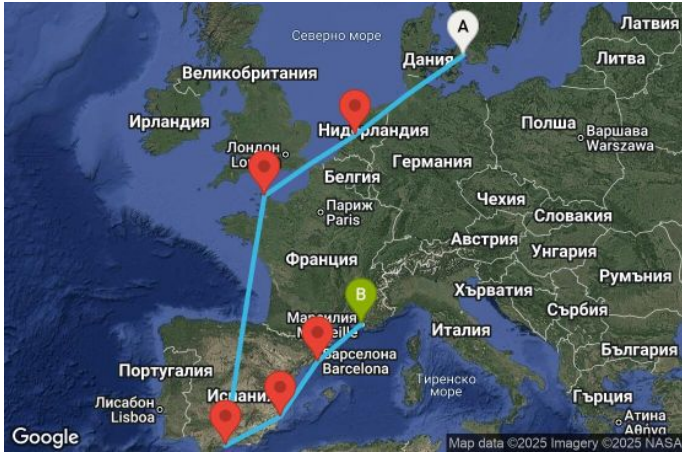 Латвия
Северно море
A
Дания
Литва
Великобритания
Ирландия
Нидерландия
Полша
Варшава
Warszawa
Лондон
Белгия
Германия
Чехия
Париж
Paris
Словакия
Австрия
Унгария
Франция
Румъния
Хърватия
B
Марсилия
Сърбия
Италия
България
Барселона
Barcelona
Португалия
Тиренско
море
Испания
Гърция
Лисабон
Lisboa
Атина
Αθήνα
Google
Map data ©2025 Imagery ©2025 NASA